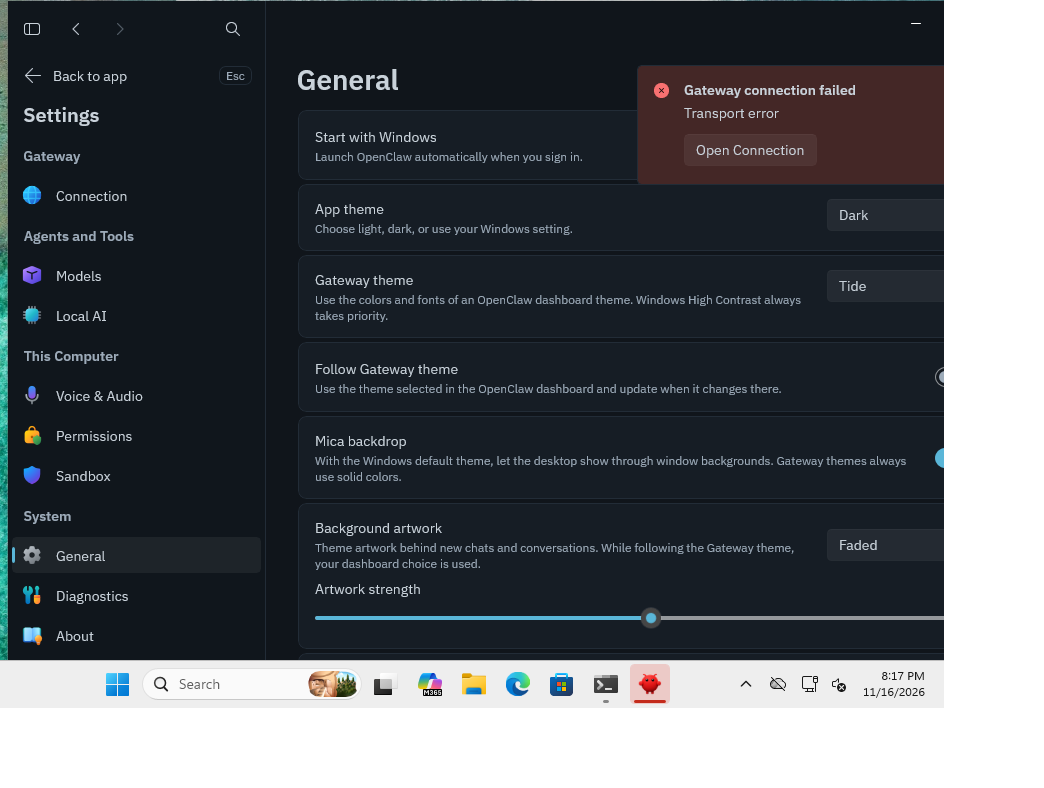 Back to app
Esc
Settings
Gateway
Connection
Agents and Tools
Models
Local AI
This Computer
Voice & Audio
Permissions
Sandbox
System
General
Diagnostics
About
General
Start with Windows
Launch OpenClaw automatically when you sign in.
Gateway connection failed
Transport error
Open Connection
App theme
Choose light, dark, or use your Windows setting.
Dark
Gateway theme
Use the colors and fonts of an OpenClaw dashboard theme. Windows High Contrast always
takes priority.
Tide
Follow Gateway theme
Use the theme selected in the OpenClaw dashboard and update when it changes there.
Mica backdrop
With the Windows default theme, let the desktop show through window backgrounds. Gateway themes always
use solid colors.
Background artwork
Theme artwork behind new chats and conversations. While following the Gateway theme,
your dashboard choice is used.
Faded
Artwork strength
Search
M365
8:17 PM
11/16/2026